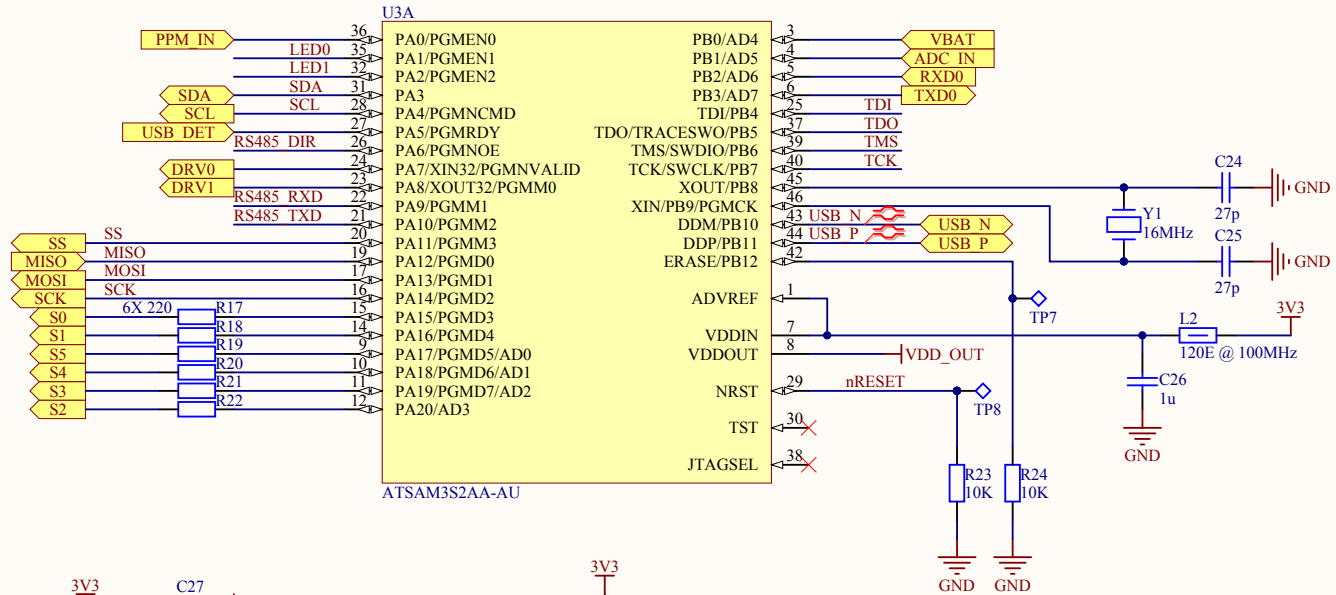 U3A
PPM_IN 36 PA0/PGMEN0 PB0/AD4 3 VBAT
LED0 35 PA1/PGMEN1 PB1/AD5 4 ADC_IN
LED1 32 PA2/PGMEN2 PB2/AD6 5 RXD0
SDA SDA 31 PA3 PB3/AD7 6 TXD0
SCL SCL 28 PA4/PGMNCMD TDI/PB4 25 TDI
USB_DET 27 PA5/PGMRDY TDO/TRACESWO/PB5 37 TDO
RS485_DIR 26 PA6/PGMNOE TMS/SWDIO/PB6 39 TMS
DRV0 24 PA7/XIN32/PGMNVALID TCK/SWCLK/PB7 40 TCK
C24
DRV1 23 PA8/XOUT32/PGMM0 XOUT/PB8 45 GND
RS485_RXD 22 PA9/PGMM1 XIN/PB9/PGMCK 46
27p
RS485_TXD 21 PA10/PGMM2 DDM/PB10 43 USB_N USB_N
Y1
16MHz
C25
SS SS 20 PA11/PGMM3 DDP/PB11 44 USB_P USB_P
MISO MISO 19 PA12/PGMD0 ERASE/PB12 42 GND
MOSI MOSI 17 PA13/PGMD1
27p
SCK SCK 16 PA14/PGMD2 ADVREF 1
TP7
S0 6X 220 R17 15 PA15/PGMD3
3V3
S1 R18 14 PA16/PGMD4 VDDIN 7 L2
S5 R19 9 PA17/PGMD5/AD0 VDDOUT 8 VDD_OUT 120E @ 100MHz
S4 R20 10 PA18/PGMD6/AD1
S3 R21 11 PA19/PGMD7/AD2 NRST 29 nRESET C26
1u
S2 R22 12 PA20/AD3 TP8
TST 30
GND
JTAGSEL 38
R23 R24
10K 10K
ATSAM3S2AA-AU
GND GND
3V3 C27 3V3